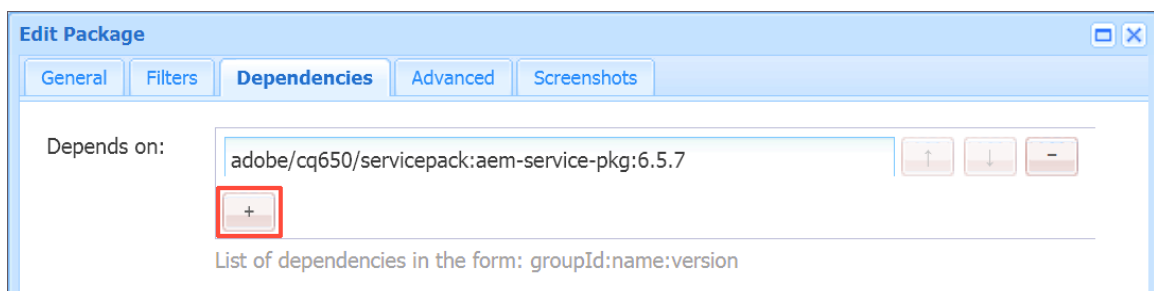 Edit Package
General Filters Dependencies Advanced Screenshots
Depends on: adobe/cq650/servicepack:aem-service-pkg:6.5.7 ↑ ↓ -
+
List of dependencies in the form: groupId:name:version